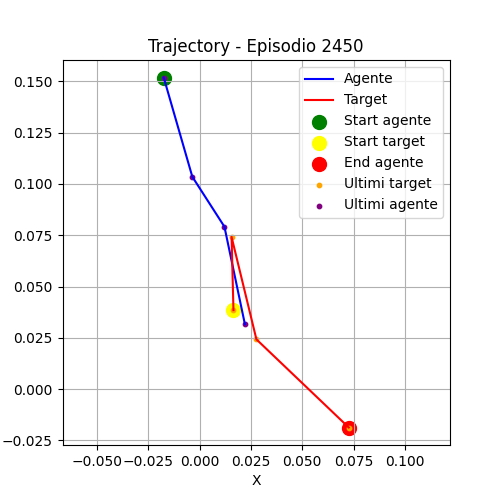 Trajectory - Episodio 2450
Agente
Target
Start agente
Start target
End agente
Ultimi target
Ultimi agente
0.150
0.125
0.100
0.075
0.050
0.025
0.000
−0.025
−0.050 −0.025 0.000 0.025 0.050 0.075 0.100
X